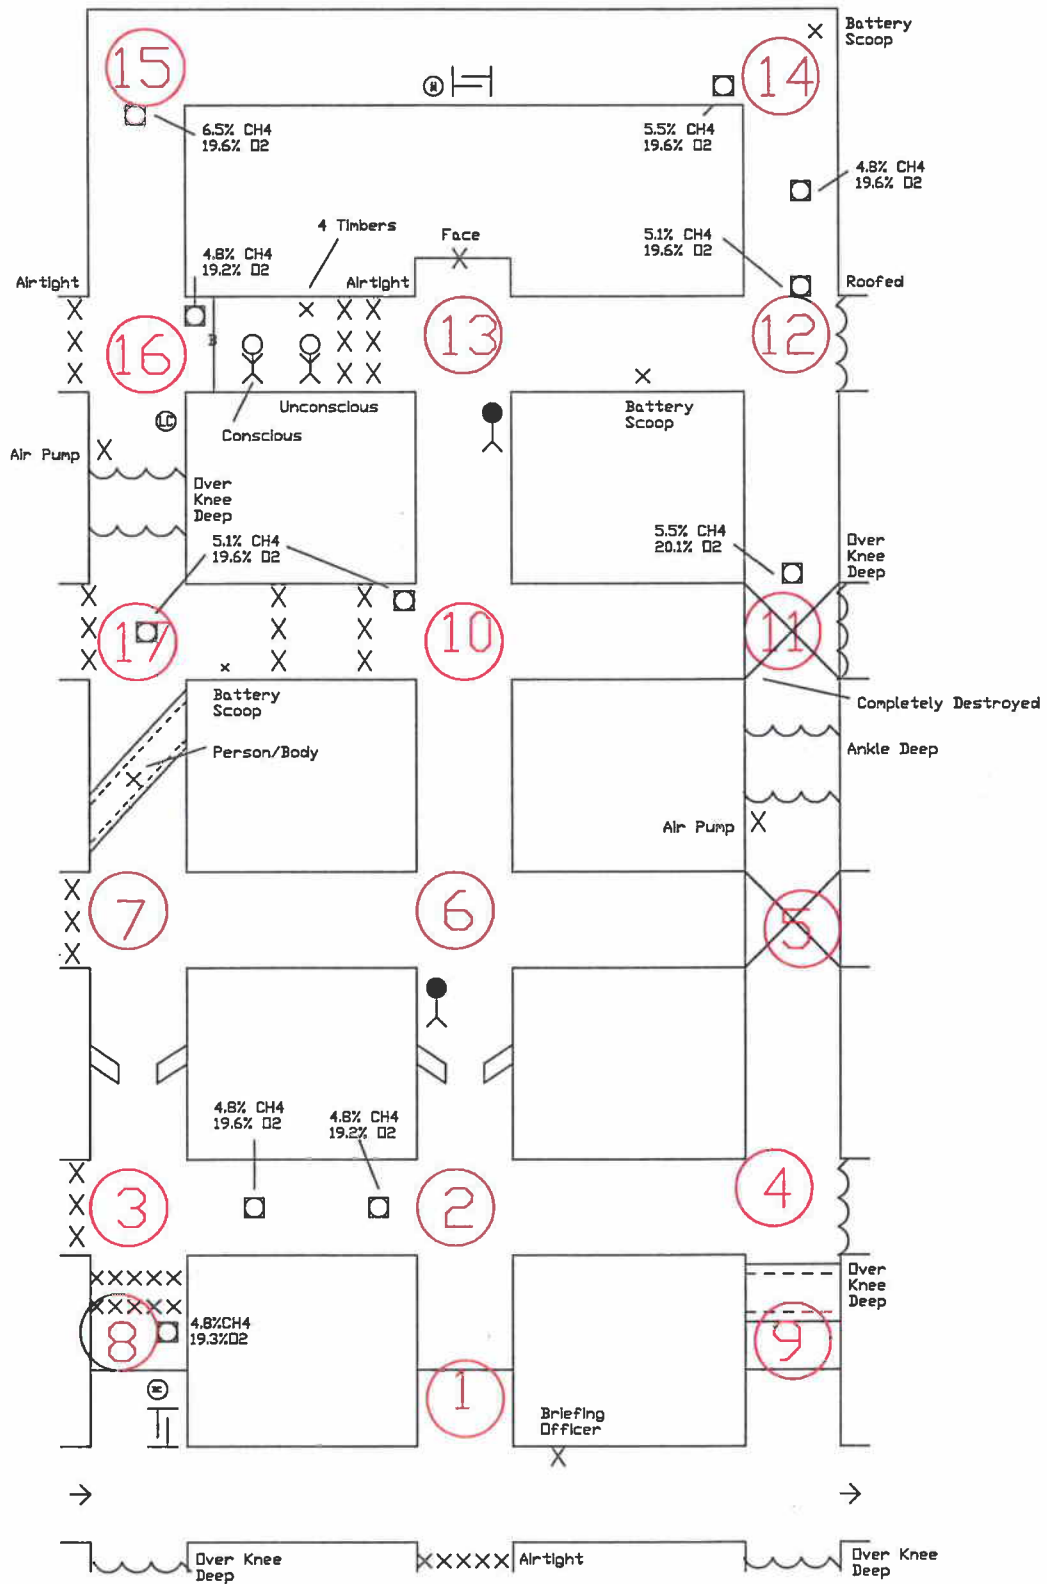 Battery
Scoop
15
14
M
6.5% CH4
19.6% O2
5.5% CH4
19.6% O2
4.8% CH4
19.6% O2
4 Timbers
Face
5.1% CH4
19.6% O2
4.8% CH4
19.2% O2
Airtight
Airtight
Roofed
16
B
13
12
Unconscious
Conscious
Battery
Scoop
LC
Air Pump
Over
Knee
Deep
5.1% CH4
19.6% O2
5.5% CH4
20.1% O2
Over
Knee
Deep
17
10
11
Battery
Scoop
Completely Destroyed
Person/Body
Ankle Deep
Air Pump
7
6
5
4.8% CH4
19.6% O2
4.8% CH4
19.2% O2
3
2
4
Over
Knee
Deep
8
4.8%CH4
19.3%O2
9
1
Briefing
Officer
Over Knee
Deep
Airtight
Over Knee
Deep